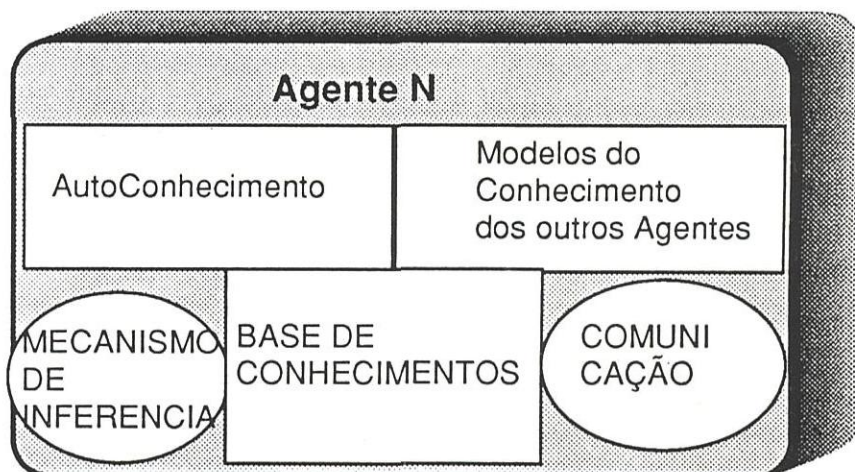 Agente N
AutoConhecimento
Modelos do
Conhecimento
dos outros Agentes
MECANISMO
DE
INFERENCIA
BASE DE
CONHECIMENTOS
COMUNI
CAÇÃO